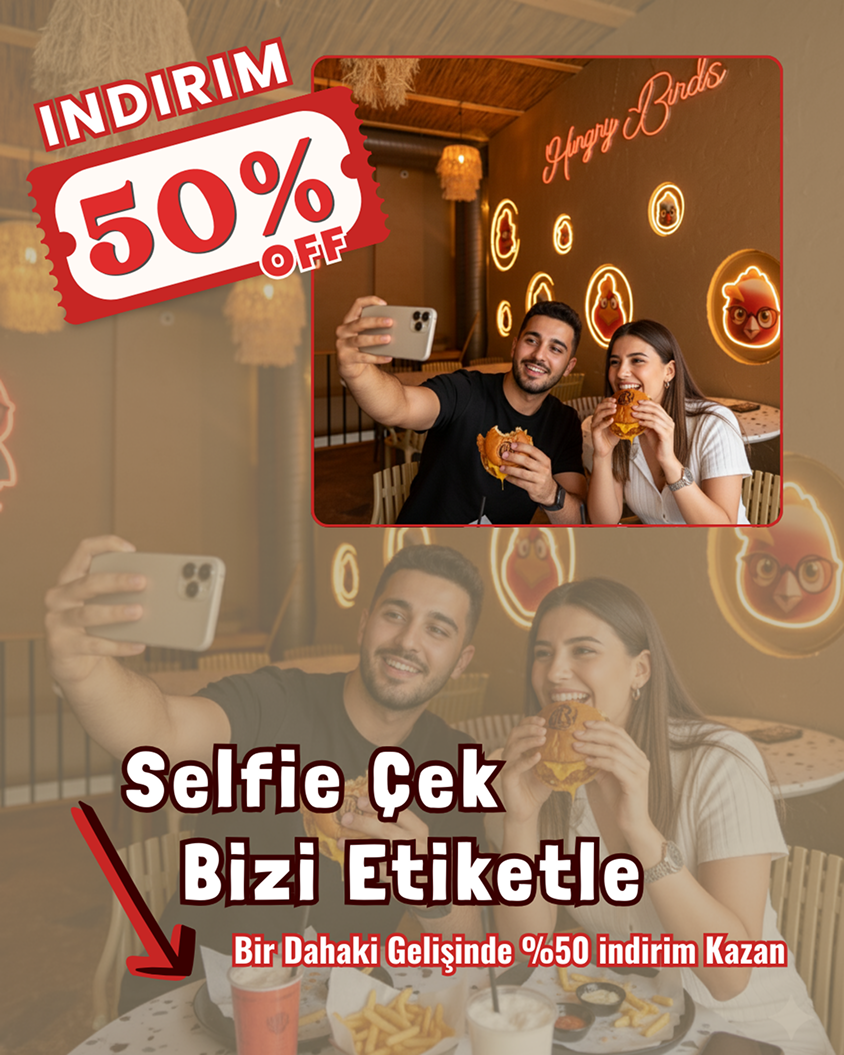 INDIRIM
50%
OFF
Hungry Birds
Selfie Çek
Bizi Etiketle
Bir Dahaki Gelişinde %50 indirim Kazan